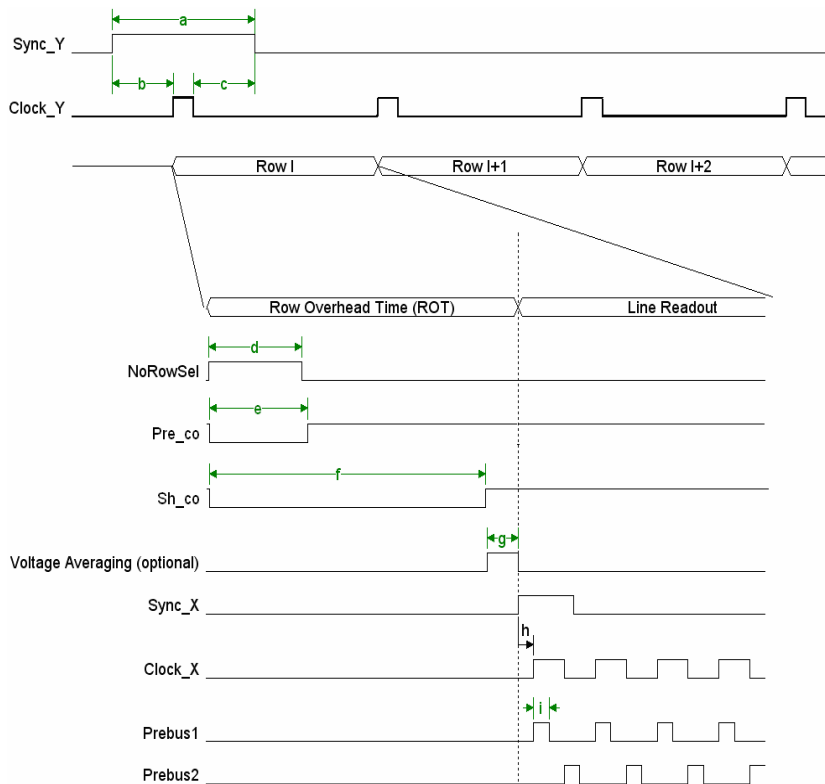 a
Sync_Y
b
c
Clock_Y
Row I
Row I+1
Row I+2
Row Overhead Time (ROT)
Line Readout
d
NoRowSel
e
Pre_co
f
Sh_co
g
Voltage Averaging (optional)
Sync_X
h
Clock_X
i
Prebus1
Prebus2